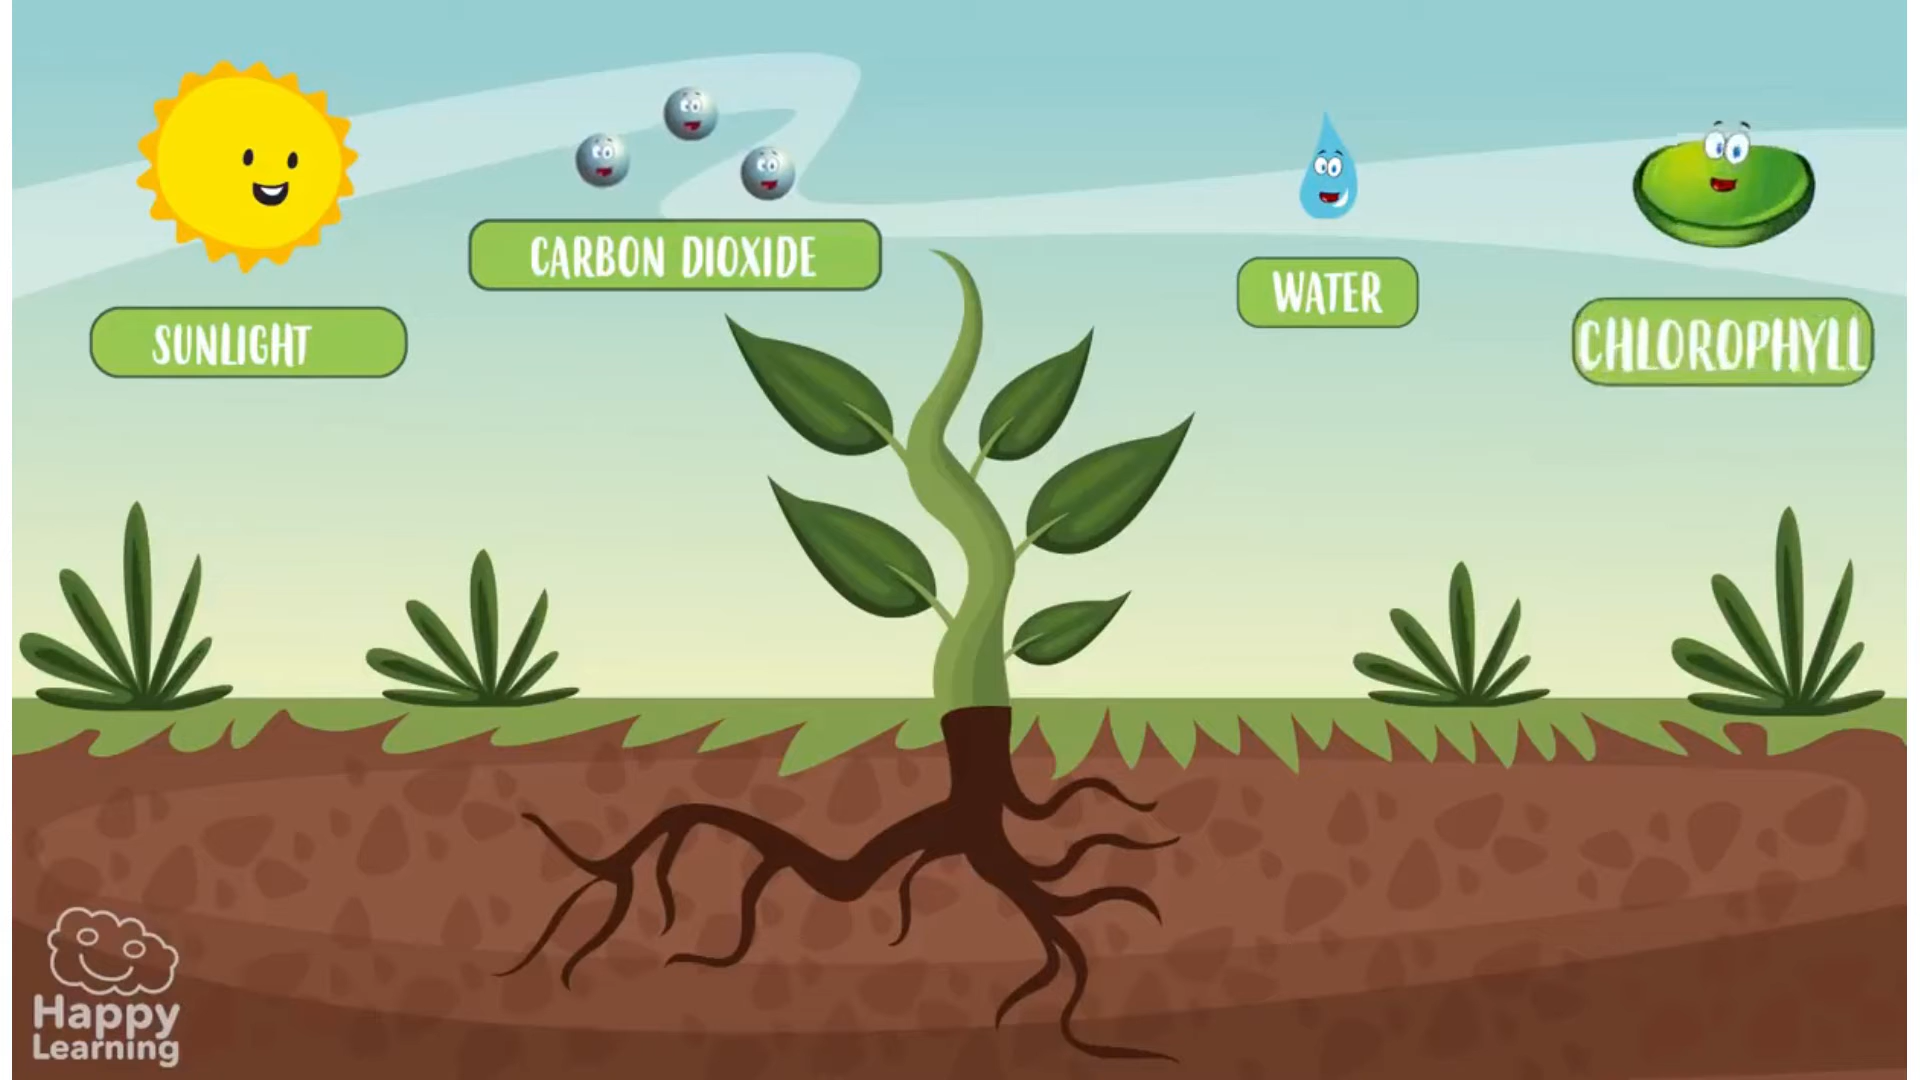 CARBON DIOXIDE
WATER
SUNLIGHT
CHLOROPHYLL
Happy
Learning